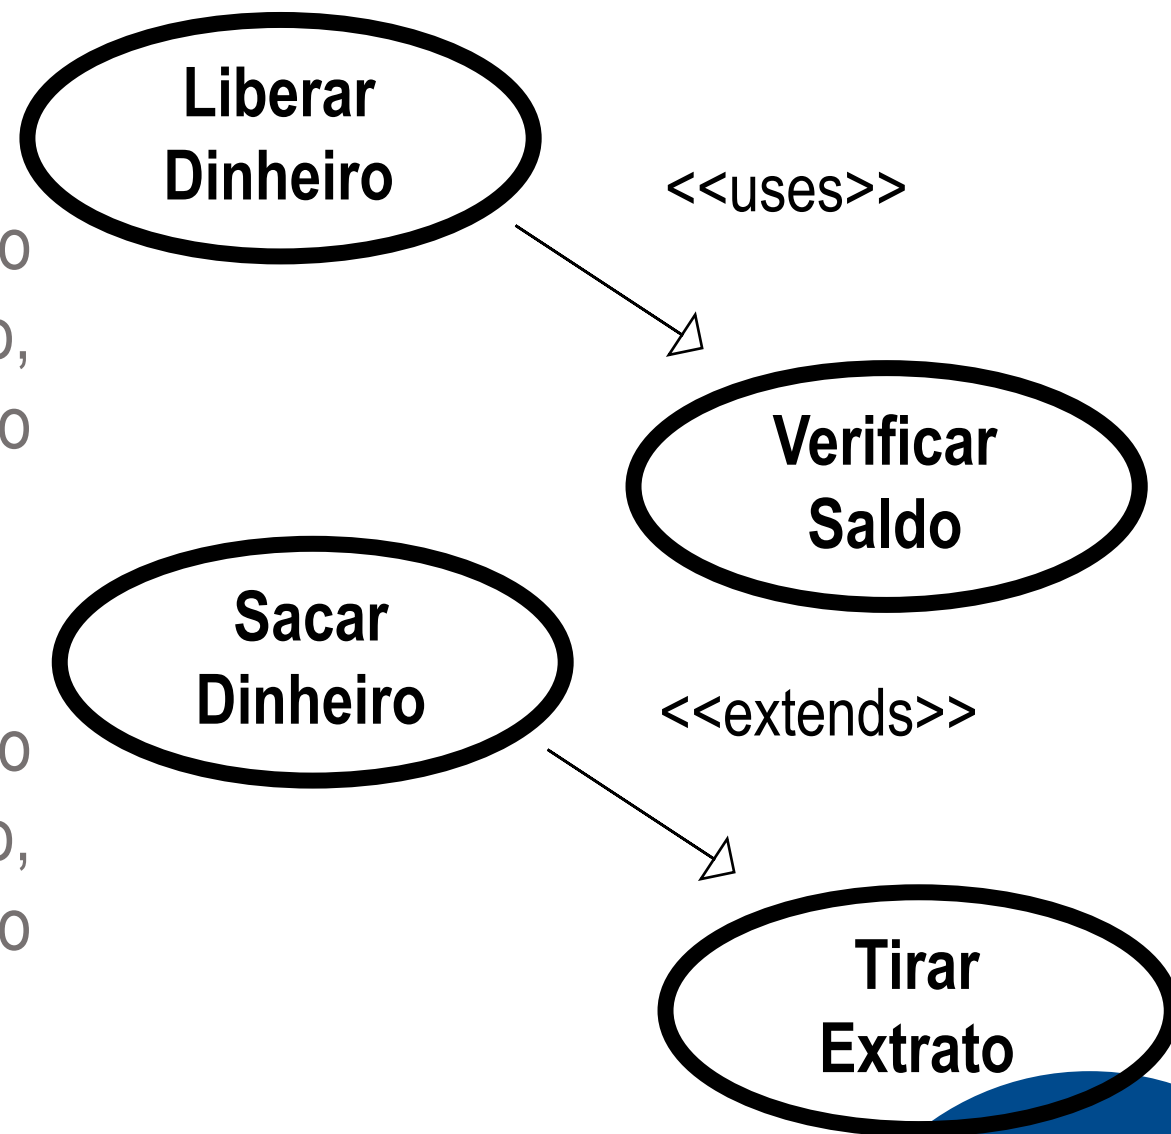 Liberar
Dinheiro
<<uses>>
o
o,
o
Verificar
Saldo
Sacar
Dinheiro
<<extends>>
o
o,
o
Tirar
Extrato